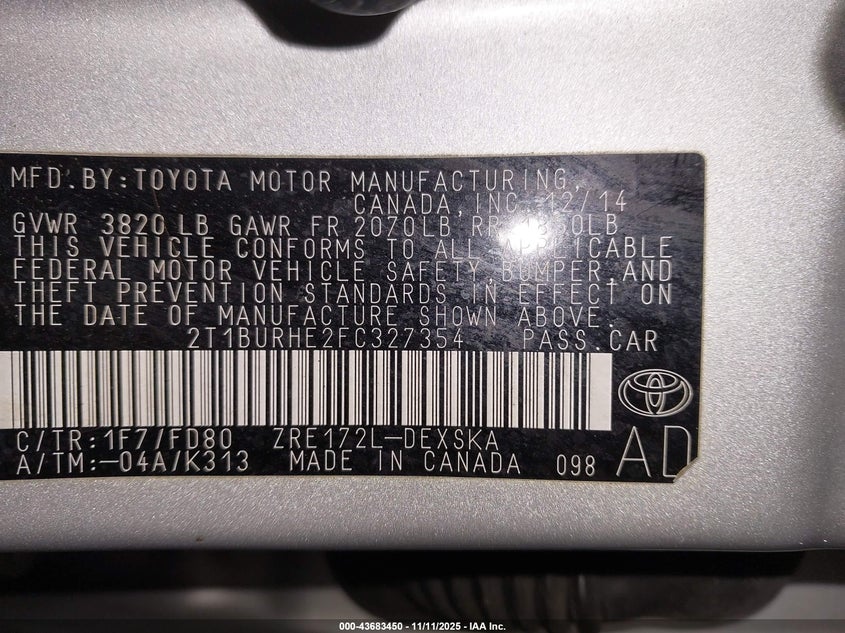 MFD.BY:TOYOTA MOTOR MANUFACTURING,
CANADA,INC. 12/14
GVWR 3820LB GAWR FR 2070LB
THIS VEHICLE CONFORMS TO ALL APPLICABLE
FEDERAL MOTOR VEHICLE SAFETY,BUMPER,AND
THEFT PREVENTION STANDARDS IN EFFECT ON
THE DATE OF MANUFACTURE SHOWN ABOVE.
2T1BURHE2FC327354 PASS.CAR
C/TR:1F7/FD80 ZRE172L-DEXSKA
A/TM:-04A/K313 MADE IN CANADA 098 AD
000-43683450 - 11/11/2025 - IAA Inc.